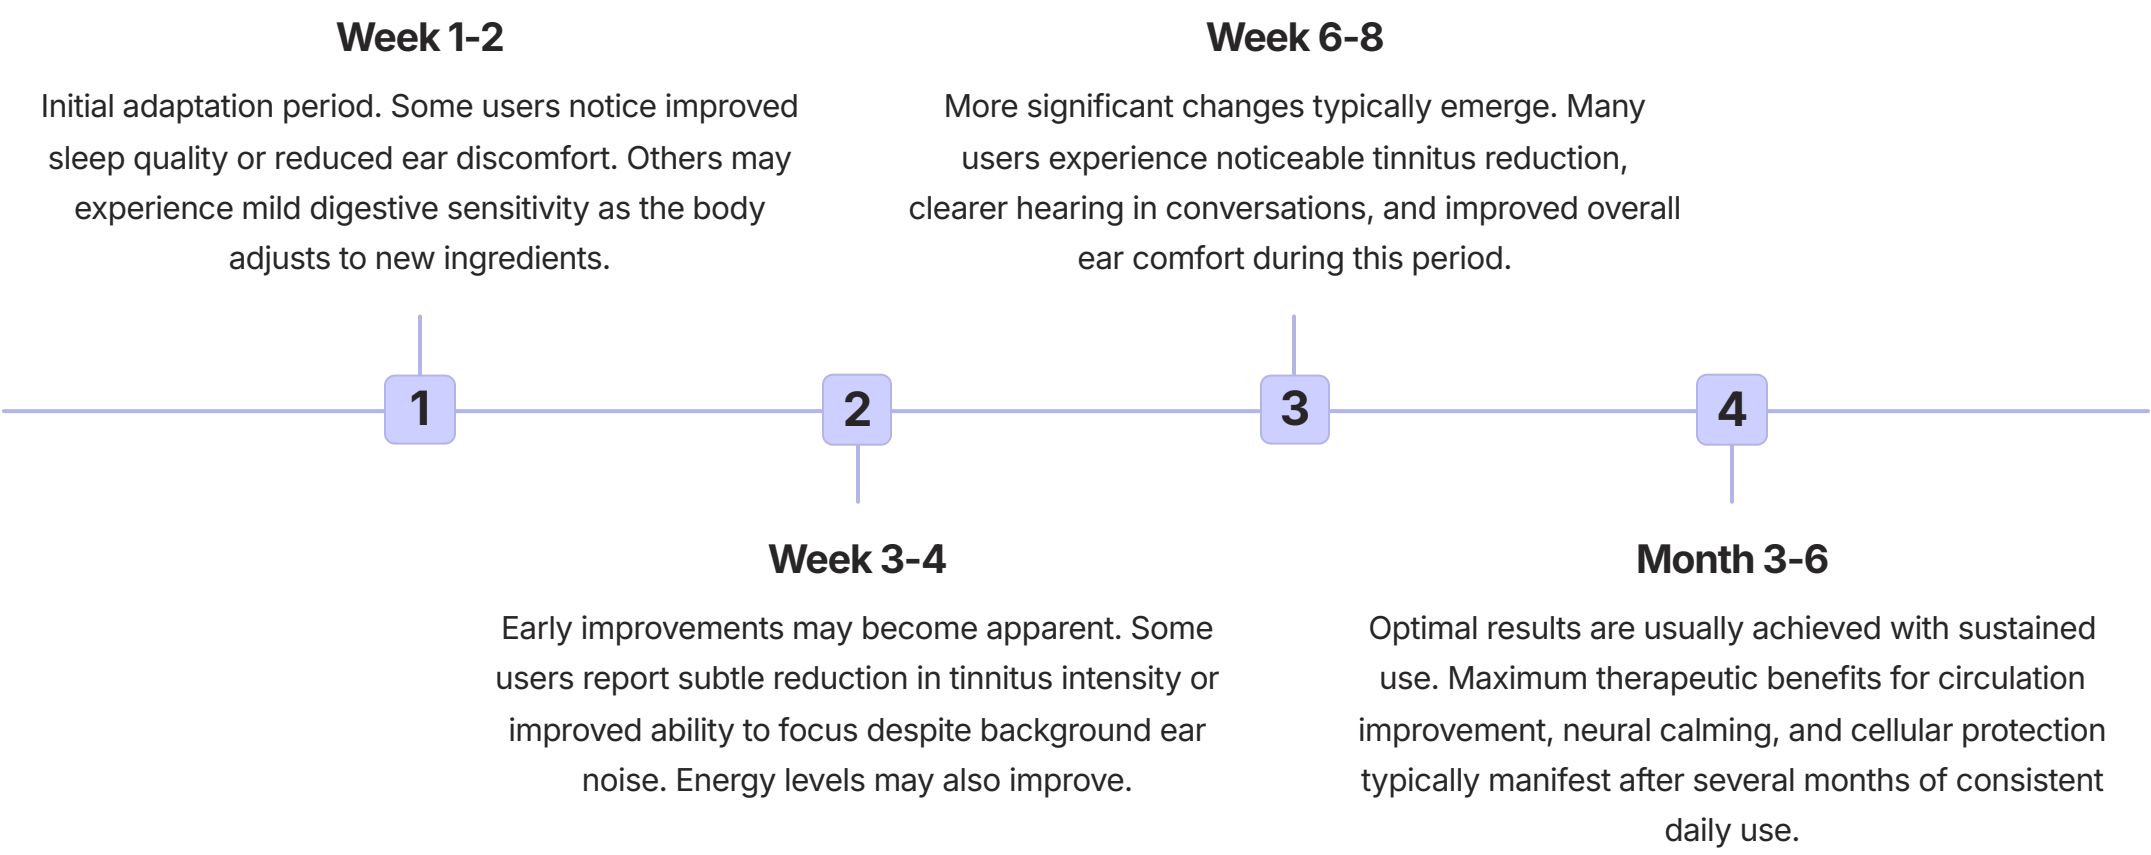 Week 1-2
Initial adaptation period. Some users notice improved
sleep quality or reduced ear discomfort. Others may
experience mild digestive sensitivity as the body
adjusts to new ingredients.
Week 6-8
More significant changes typically emerge. Many
users experience noticeable tinnitus reduction,
clearer hearing in conversations, and improved overall
ear comfort during this period.
1
2
3
4
Week 3-4
Early improvements may become apparent. Some
users report subtle reduction in tinnitus intensity or
improved ability to focus despite background ear
noise. Energy levels may also improve.
Month 3-6
Optimal results are usually achieved with sustained
use. Maximum therapeutic benefits for circulation
improvement, neural calming, and cellular protection
typically manifest after several months of consistent
daily use.